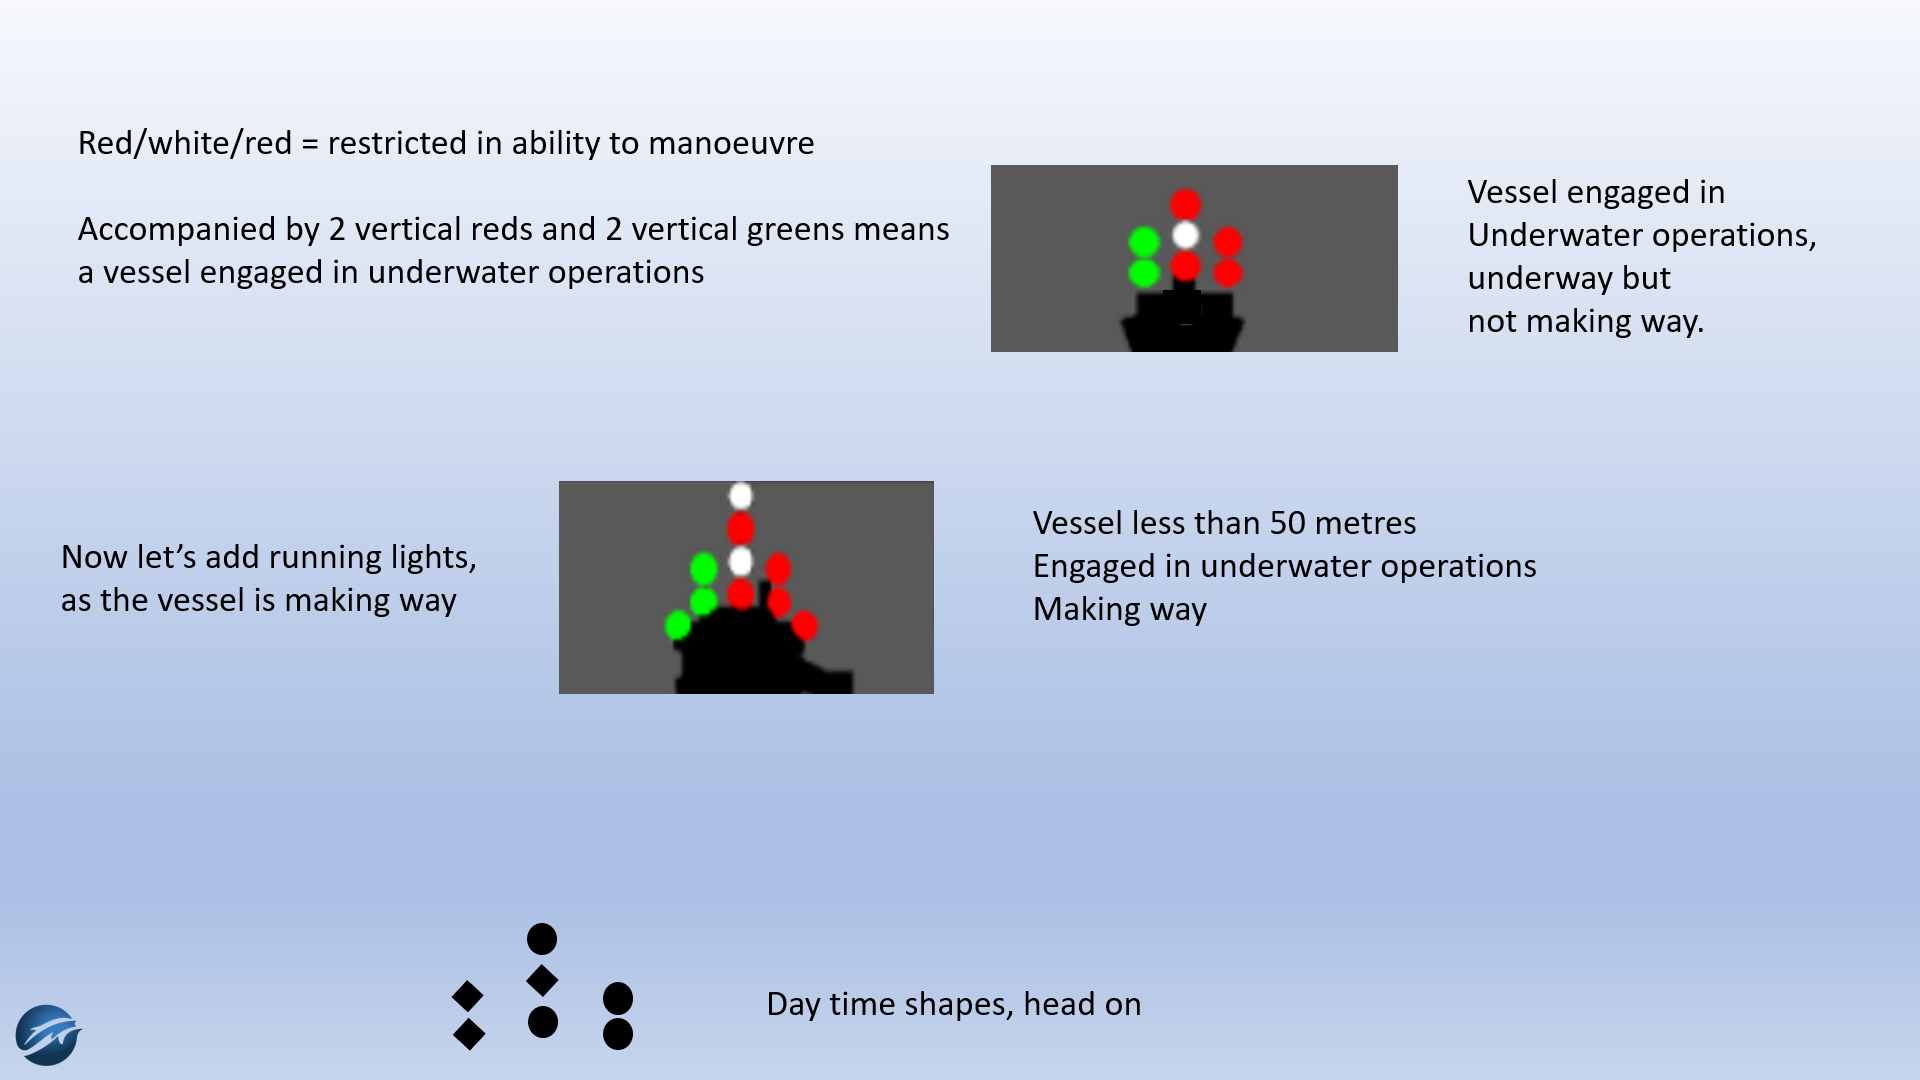 Red/white/red = restricted in ability to manoeuvre
Accompanied by 2 vertical reds and 2 vertical greens means
a vessel engaged in underwater operations
Vessel engaged in
Underwater operations,
underway but
not making way.
Now let’s add running lights,
as the vessel is making way
Vessel less than 50 metres
Engaged in underwater operations
Making way
Day time shapes, head on